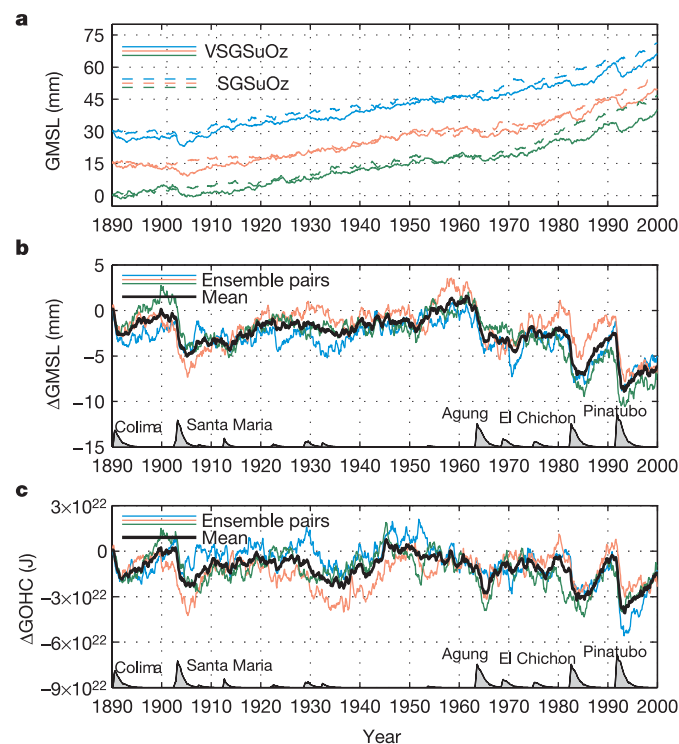 a
75
60
45
30
15
0
GMSL (mm)
VSGSuOz
SGSuOz
1890 1900 1910 1920 1930 1940 1950 1960 1970 1980 1990 2000
b
5
0
−5
−10
−15
ΔGMSL (mm)
Ensemble pairs
Mean
Colima
Santa Maria
Agung
El Chichon
Pinatubo
1890 1900 1910 1920 1930 1940 1950 1960 1970 1980 1990 2000
c
3×10²²
0
−3×10²²
−6×10²²
−9×10²²
ΔGOHC (J)
Ensemble pairs
Mean
Colima
Santa Maria
Agung
El Chichon
Pinatubo
1890 1900 1910 1920 1930 1940 1950 1960 1970 1980 1990 2000
Year